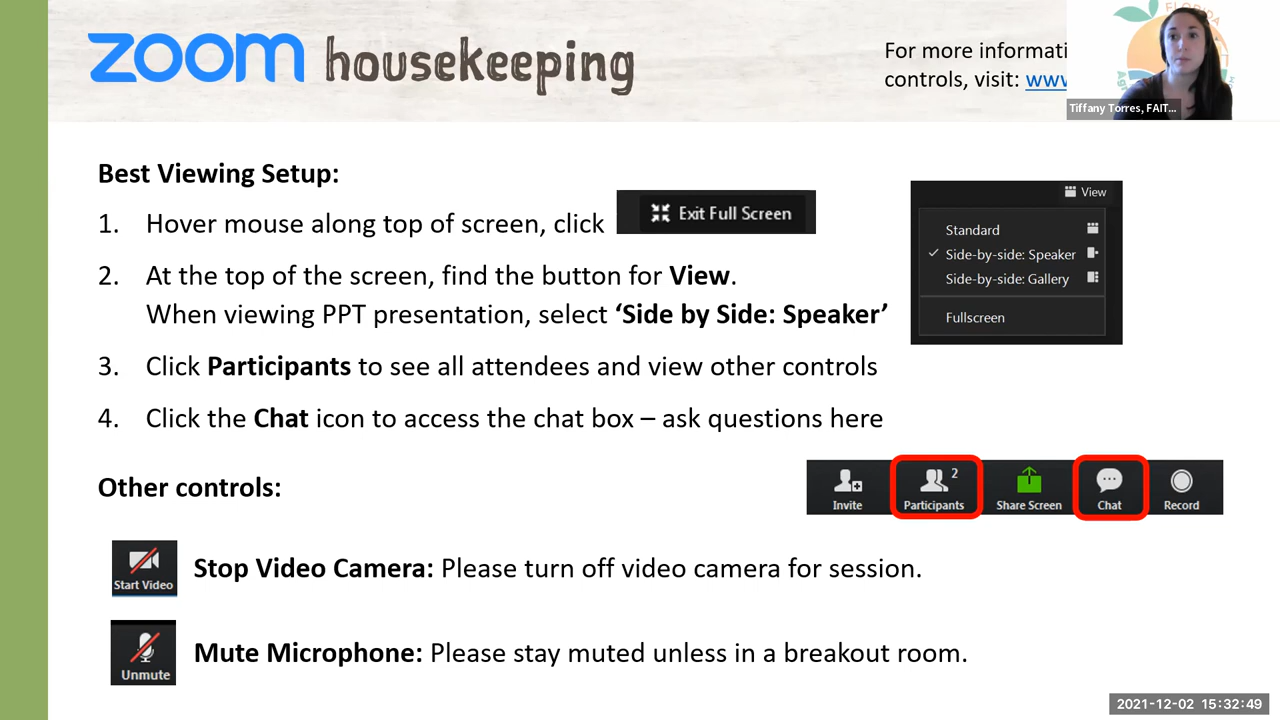 zoom housekeeping
For more informati
controls, visit: www
FLORIDA
Tiffany Torres, FAIT...
Best Viewing Setup:
1. Hover mouse along top of screen, click Exit Full Screen
2. At the top of the screen, find the button for View.
When viewing PPT presentation, select ‘Side by Side: Speaker’
3. Click Participants to see all attendees and view other controls
4. Click the Chat icon to access the chat box – ask questions here
View
Standard
Side-by-side: Speaker
Side-by-side: Gallery
Fullscreen
Other controls:
2
Invite Participants Share Screen Chat Record
Start Video
Stop Video Camera: Please turn off video camera for session.
Unmute
Mute Microphone: Please stay muted unless in a breakout room.
2021-12-02 15:32:49